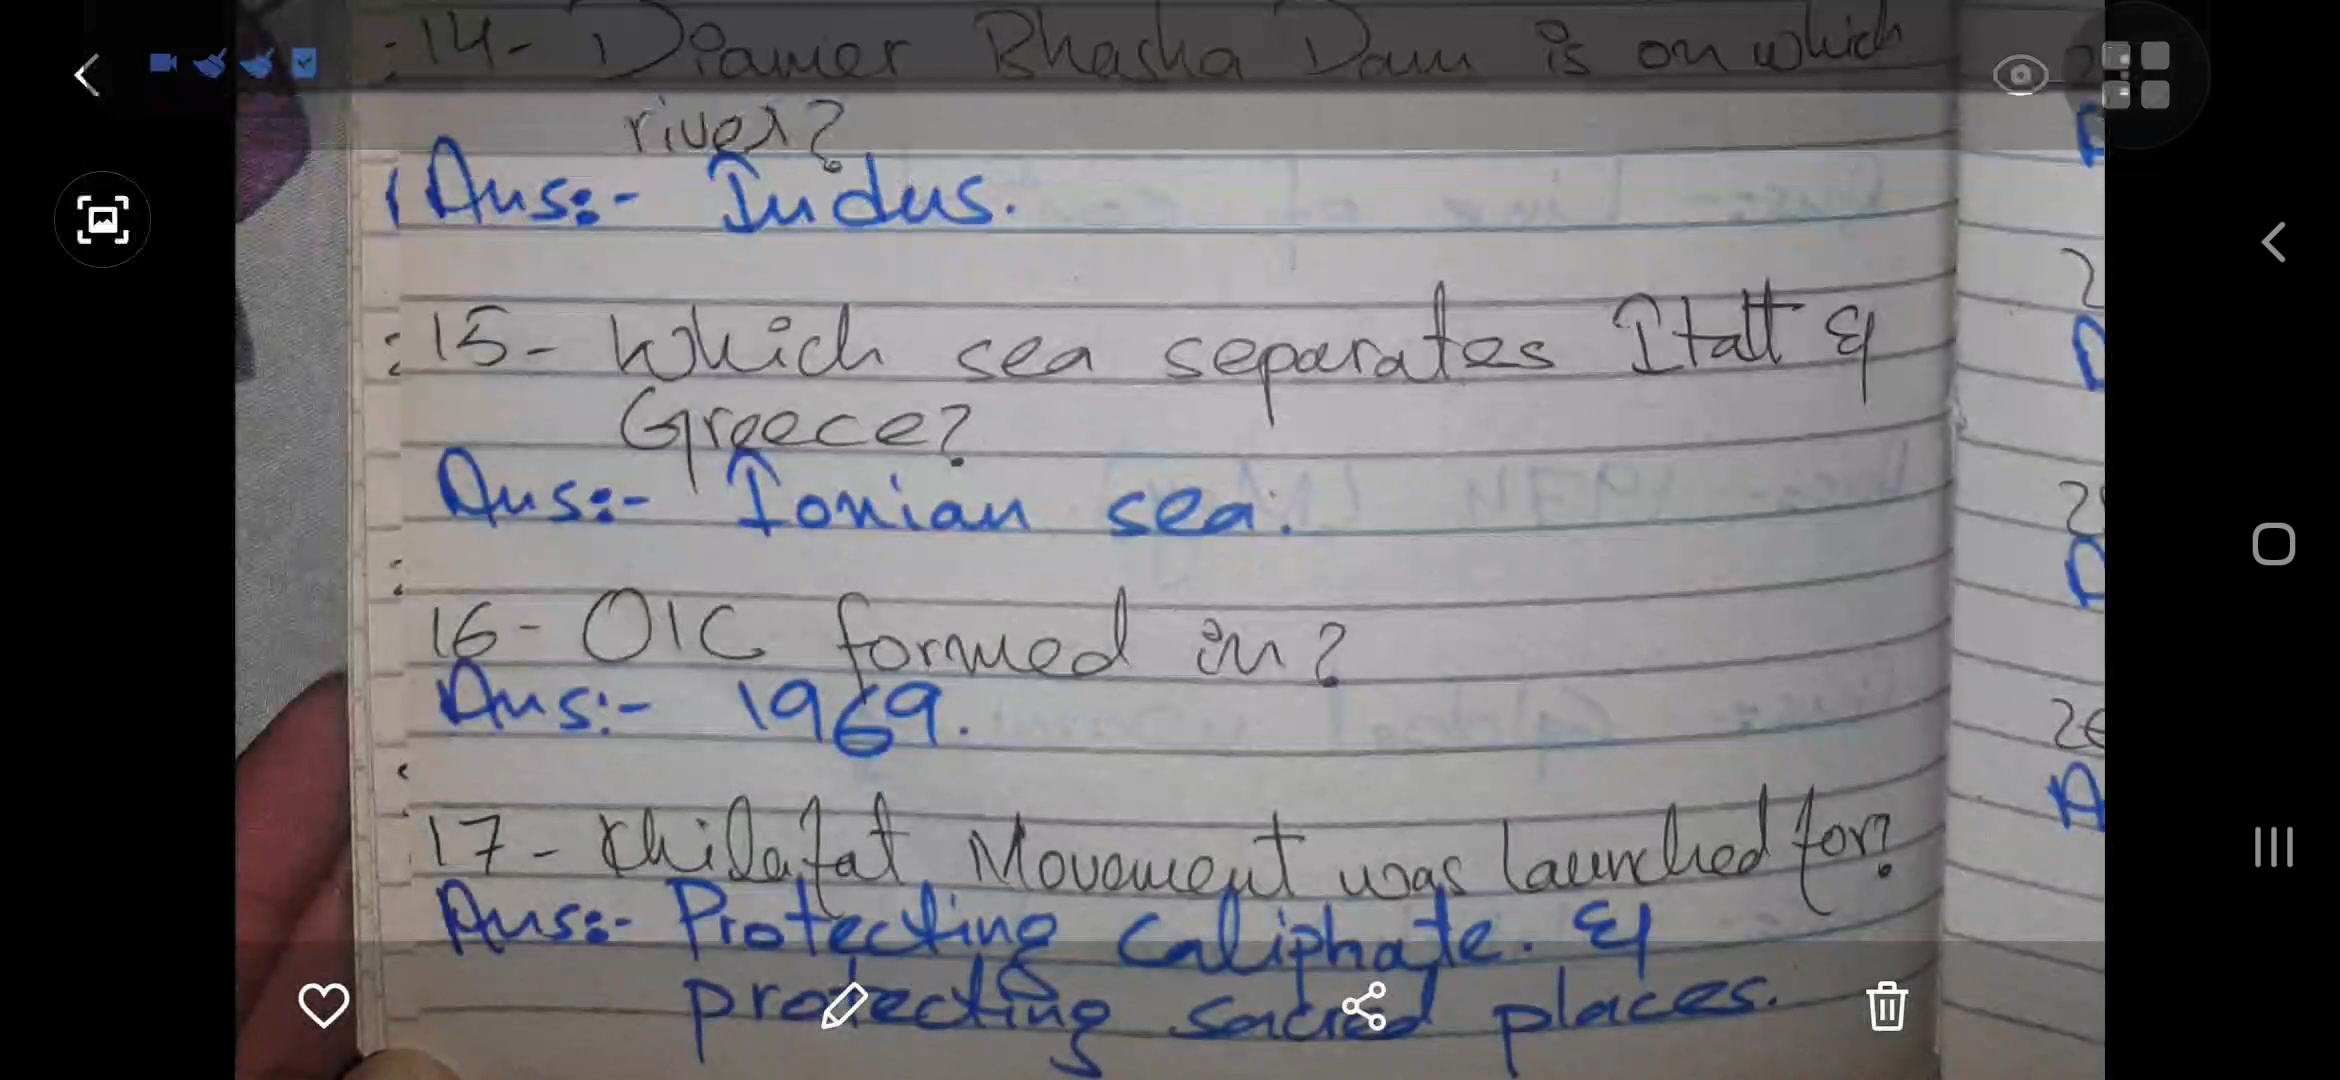 14- Diamer Bhasha Dam is on which
river?
Ans:- Indus.
15- Which sea separates Itatt &
Greece?
Ans:- Ionian sea.
16- OIC formed in?
Ans:- 1969.
17- Khilafat Movement was launched for?
Ans:- Protecting caliphate. &
protecting sacred places.